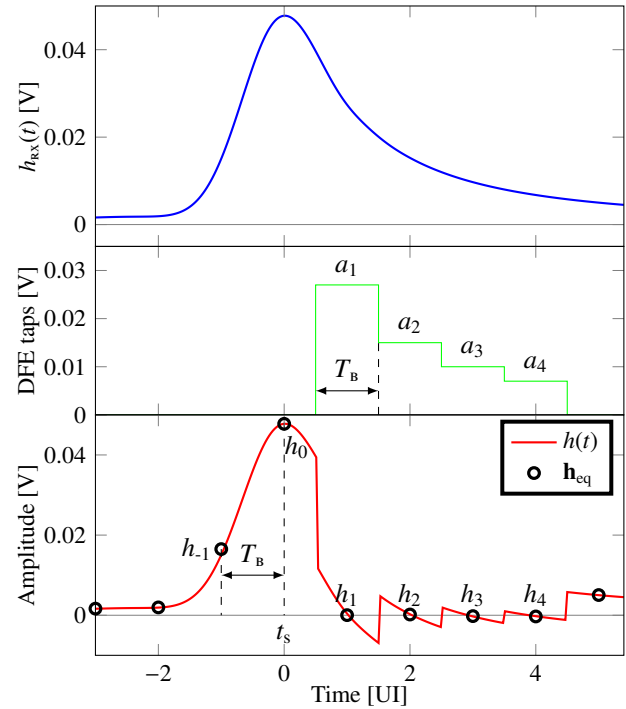 0.04
0.02
0
h_RX(t) [V]
0.03
0.02
0.01
0
DFE taps [V]
a_1
a_2
a_3
a_4
T_B
0.04
0.02
0
Amplitude [V]
h(t)
h_eq
h_0
h_-1
T_B
h_1
h_2
h_3
h_4
t_s
−2
0
2
4
Time [UI]